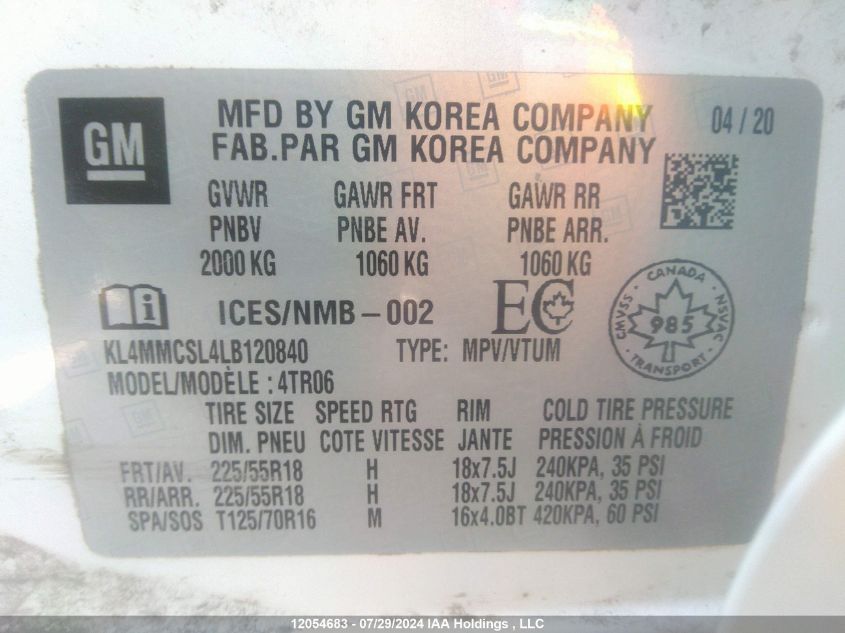 GM
MFD BY GM KOREA COMPANY 04 / 20
FAB.PAR GM KOREA COMPANY
GVWR GAWR FRT GAWR RR
PNBV PNBE AV. PNBE ARR.
2000 KG 1060 KG 1060 KG
i ICES/NMB-002 EC
CMVSS CANADA NSVAC
985
TRANSPORT
KL4MMCSL4LB120840 TYPE: MPV/VTUM
MODEL/MODÈLE : 4TR06
TIRE SIZE SPEED RTG RIM COLD TIRE PRESSURE
DIM. PNEU COTE VITESSE JANTE PRESSION À FROID
FRT/AV. 225/55R18 H 18x7.5J 240KPA, 35 PSI
RR/ARR. 225/55R18 H 18x7.5J 240KPA, 35 PSI
SPA/SOS T125/70R16 M 16x4.0BT 420KPA, 60 PSI
12054683 - 07/29/2024 IAA Holdings , LLC